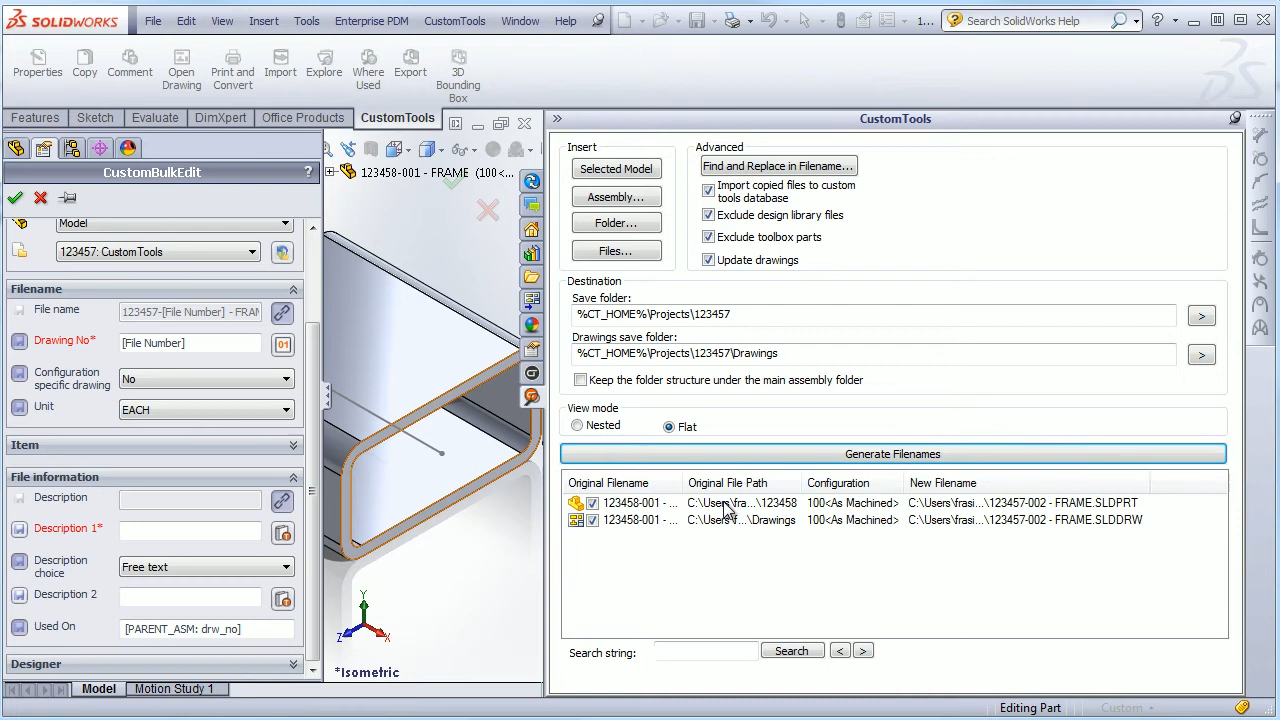 SOLIDWORKS File Edit View Insert Tools Enterprise PDM CustomTools Window Help 1... Search SolidWorks Help ?
Properties Copy Comment Open Drawing Print and Convert Import Explore Where Used Export 3D Bounding Box
Features Sketch Evaluate DimXpert Office Products CustomTools
CustomBulkEdit ?
Model
123457: CustomTools
Filename
File name 123457-[File Number] - FRAM
Drawing No* [File Number] 01
Configuration specific drawing No
Unit EACH
Item
File information
Description
Description 1*
Description choice Free text
Description 2
Used On [PARENT_ASM: drw_no]
Designer
Model Motion Study 1
123458-001 - FRAME (100<...
Y
Z
X
*Isometric
CustomTools
Insert
Selected Model
Assembly...
Folder...
Files...
Advanced
Find and Replace in Filename...
Import copied files to custom tools database
Exclude design library files
Exclude toolbox parts
Update drawings
Destination
Save folder:
%CT_HOME%\Projects\123457 >
Drawings save folder:
%CT_HOME%\Projects\123457\Drawings >
Keep the folder structure under the main assembly folder
View mode
Nested Flat
Generate Filenames
Original Filename Original File Path Configuration New Filename
123458-001 - ... C:\Users\fra...\123458 100<As Machined> C:\Users\frasi...\123457-002 - FRAME.SLDPRT
123458-001 - ... C:\Users\f...\Drawings 100<As Machined> C:\Users\frasi...\123457-002 - FRAME.SLDDRW
Search string: Search < >
Editing Part Custom